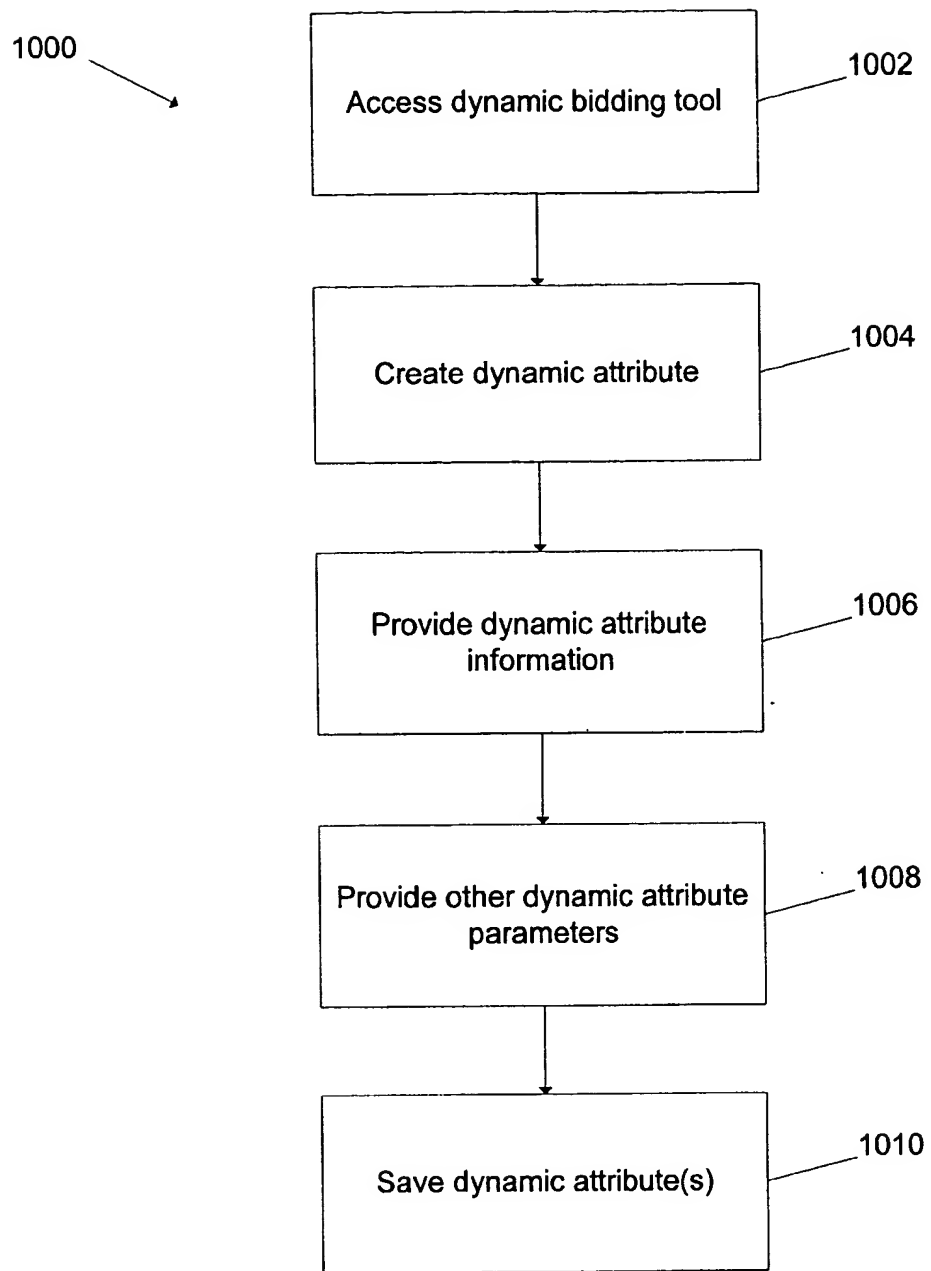 1000
1002
Access dynamic bidding tool
1004
Create dynamic attribute
1006
Provide dynamic attribute
information
1008
Provide other dynamic attribute
parameters
1010
Save dynamic attribute(s)